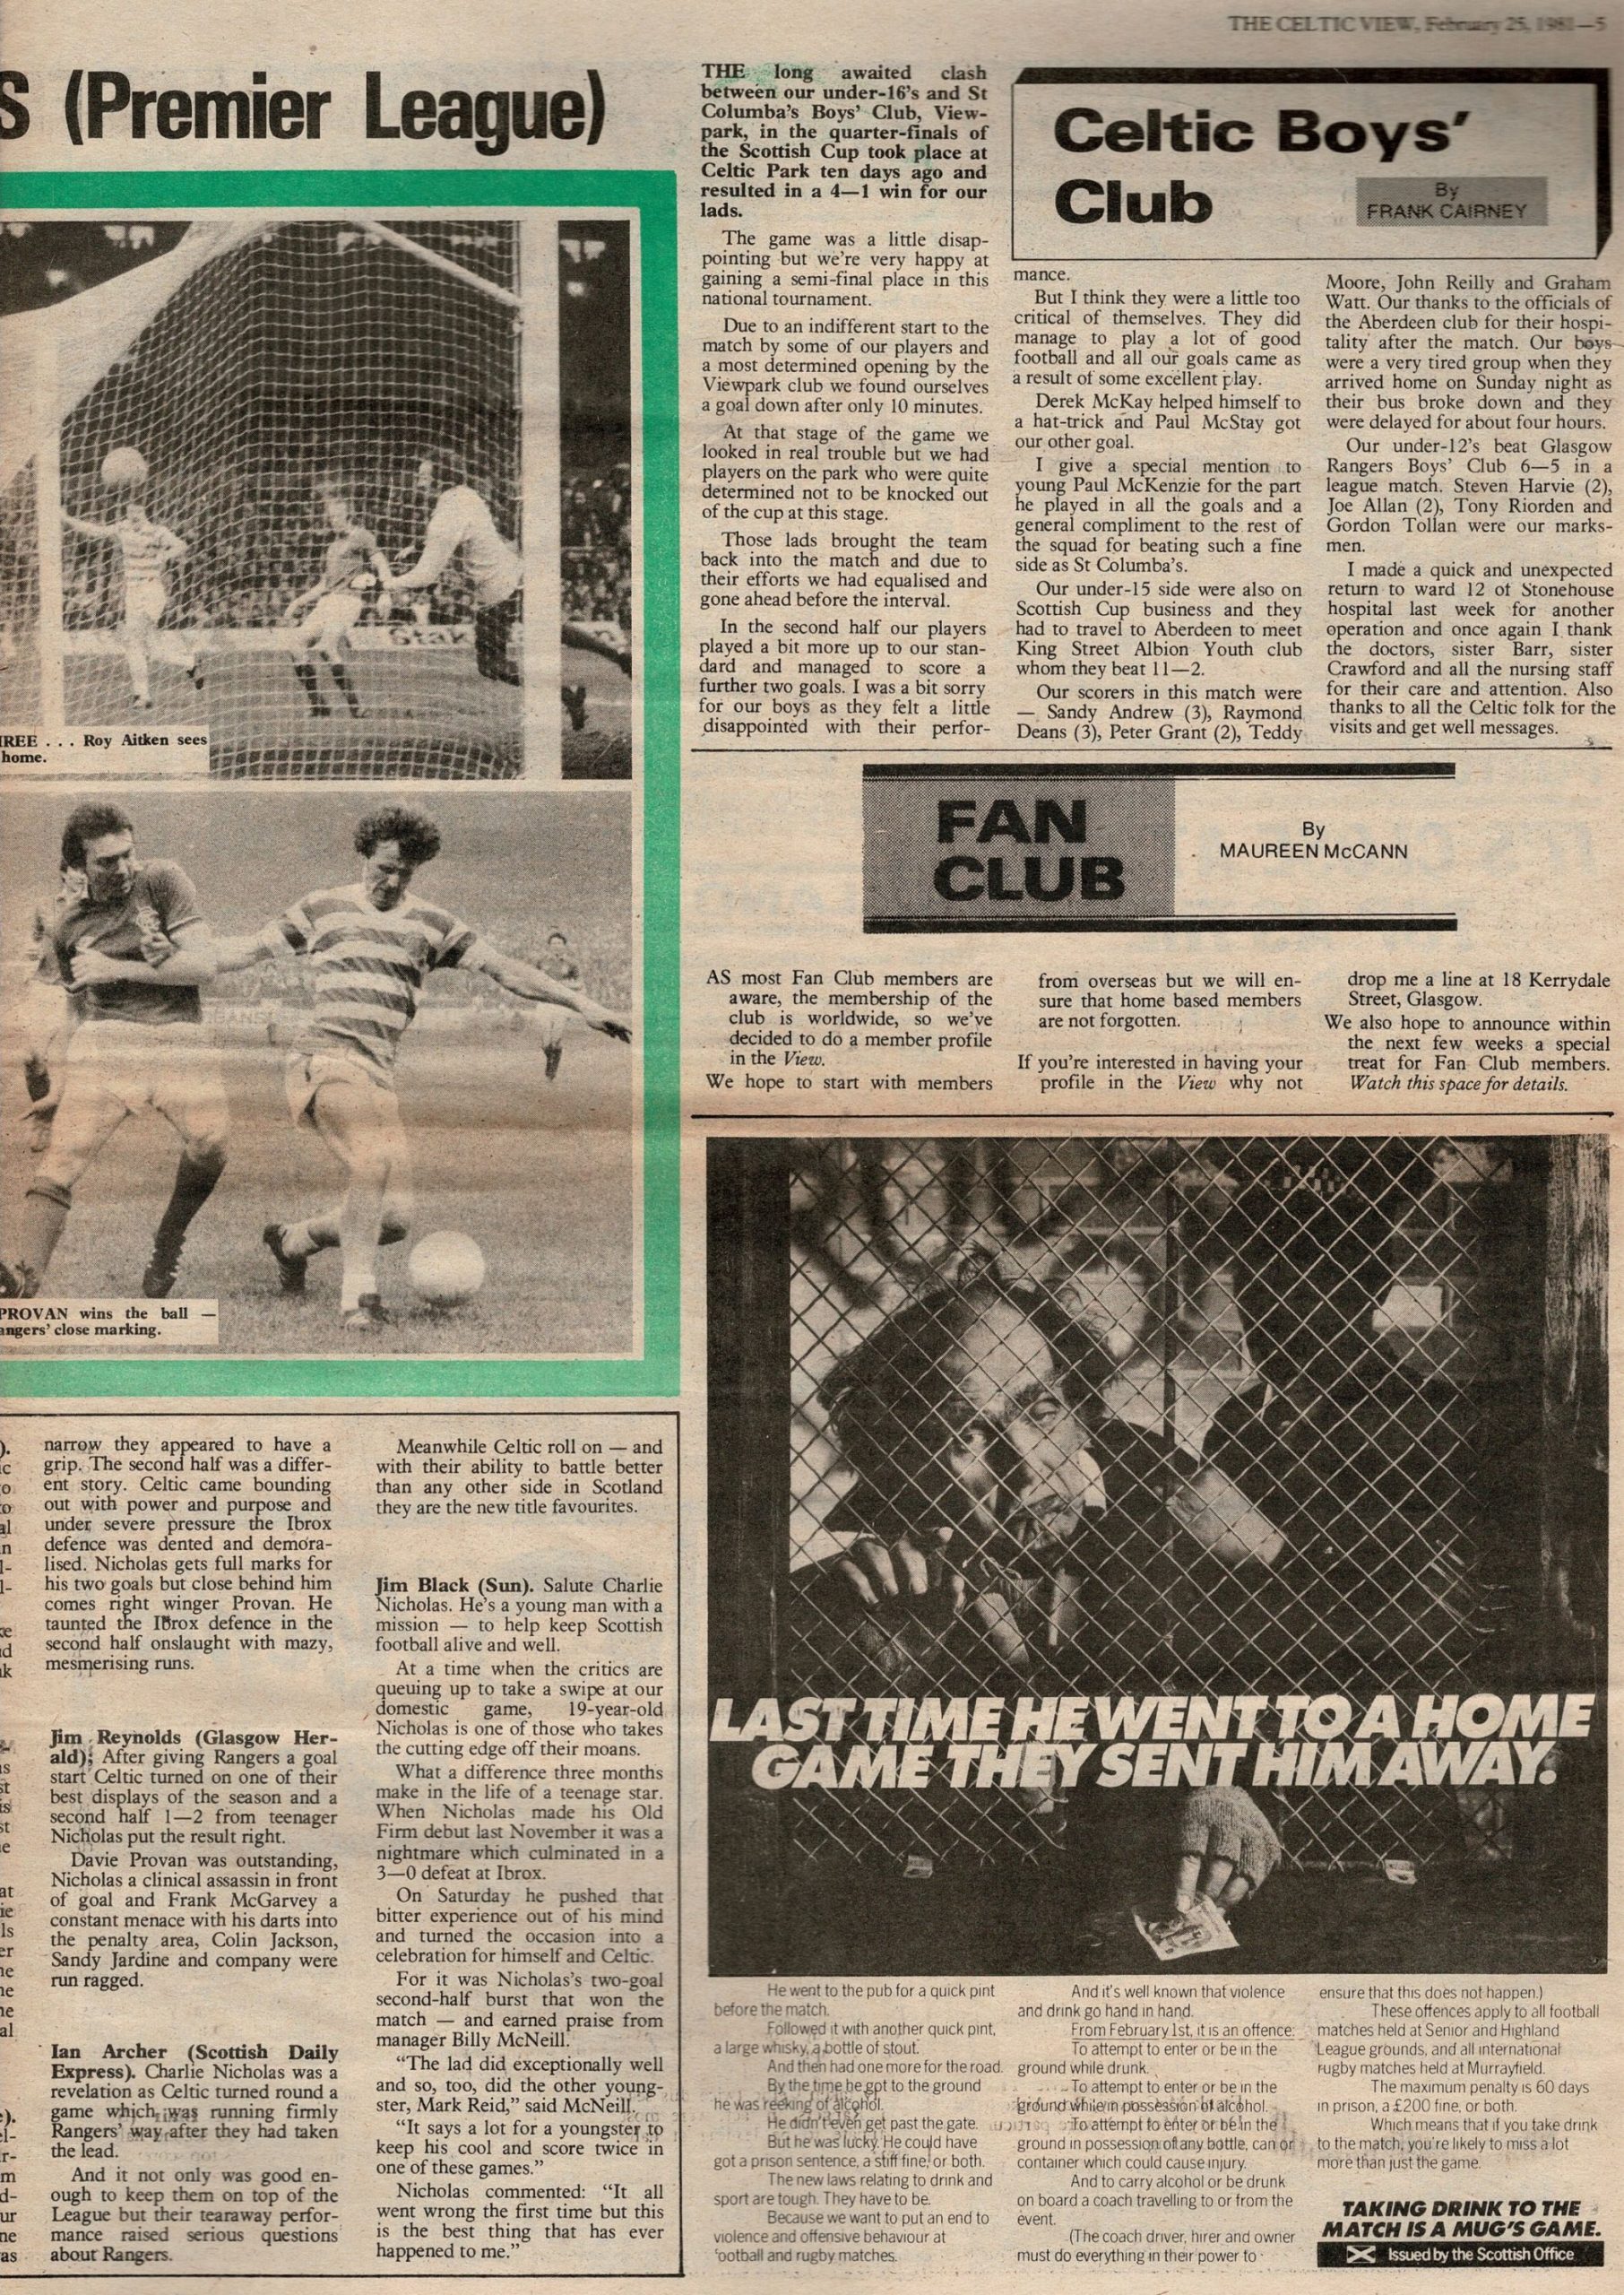 THE CELTIC VIEW, February 25, 1981—5
S (Premier League)
IREE . . . Roy Aitken sees
home.
PROVAN wins the ball —
angers' close marking.
narrow they appeared to have a
grip. The second half was a differ-
ent story. Celtic came bounding
out with power and purpose and
under severe pressure the Ibrox
defence was dented and demora-
lised. Nicholas gets full marks for
his two goals but close behind him
comes right winger Provan. He
taunted the Ibrox defence in the
second half onslaught with mazy,
mesmerising runs.
Jim Reynolds (Glasgow Her-
ald); After giving Rangers a goal
start Celtic turned on one of their
best displays of the season and a
second half 1—2 from teenager
Nicholas put the result right.
Davie Provan was outstanding,
Nicholas a clinical assassin in front
of goal and Frank McGarvey a
constant menace with his darts into
the penalty area, Colin Jackson,
Sandy Jardine and company were
run ragged.
Ian Archer (Scottish Daily
Express). Charlie Nicholas was a
revelation as Celtic turned round a
game which was running firmly
Rangers' way after they had taken
the lead.
And it not only was good en-
ough to keep them on top of the
League but their tearaway perfor-
mance raised serious questions
about Rangers.
Meanwhile Celtic roll on — and
with their ability to battle better
than any other side in Scotland
they are the new title favourites.
Jim Black (Sun). Salute Charlie
Nicholas. He's a young man with a
mission — to help keep Scottish
football alive and well.
At a time when the critics are
queuing up to take a swipe at our
domestic game, 19-year-old
Nicholas is one of those who takes
the cutting edge off their moans.
What a difference three months
make in the life of a teenage star.
When Nicholas made his Old
Firm debut last November it was a
nightmare which culminated in a
3—0 defeat at Ibrox.
On Saturday he pushed that
bitter experience out of his mind
and turned the occasion into a
celebration for himself and Celtic.
For it was Nicholas's two-goal
second-half burst that won the
match — and earned praise from
manager Billy McNeill.
"The lad did exceptionally well
and so, too, did the other young-
ster, Mark Reid," said McNeill.
"It says a lot for a youngster to
keep his cool and score twice in
one of these games."
Nicholas commented: "It all
went wrong the first time but this
is the best thing that has ever
happened to me."
Celtic Boys'
Club
By
FRANK CAIRNEY
THE long awaited clash
between our under-16's and St
Columba's Boys' Club, View-
park, in the quarter-finals of
the Scottish Cup took place at
Celtic Park ten days ago and
resulted in a 4—1 win for our
lads.
The game was a little disap-
pointing but we're very happy at
gaining a semi-final place in this
national tournament.
Due to an indifferent start to the
match by some of our players and
a most determined opening by the
Viewpark club we found ourselves
a goal down after only 10 minutes.
At that stage of the game we
looked in real trouble but we had
players on the park who were quite
determined not to be knocked out
of the cup at this stage.
Those lads brought the team
back into the match and due to
their efforts we had equalised and
gone ahead before the interval.
In the second half our players
played a bit more up to our stan-
dard and managed to score a
further two goals. I was a bit sorry
for our boys as they felt a little
disappointed with their perfor-
mance.
But I think they were a little too
critical of themselves. They did
manage to play a lot of good
football and all our goals came as
a result of some excellent play.
Derek McKay helped himself to
a hat-trick and Paul McStay got
our other goal.
I give a special mention to
young Paul McKenzie for the part
he played in all the goals and a
general compliment to the rest of
the squad for beating such a fine
side as St Columba's.
Our under-15 side were also on
Scottish Cup business and they
had to travel to Aberdeen to meet
King Street Albion Youth club
whom they beat 11—2.
Our scorers in this match were
— Sandy Andrew (3), Raymond
Deans (3), Peter Grant (2), Teddy
Moore, John Reilly and Graham
Watt. Our thanks to the officials of
the Aberdeen club for their hospi-
tality after the match. Our boys
were a very tired group when they
arrived home on Sunday night as
their bus broke down and they
were delayed for about four hours.
Our under-12's beat Glasgow
Rangers Boys' Club 6—5 in a
league match. Steven Harvie (2),
Joe Allan (2), Tony Riorden and
Gordon Tollan were our marks-
men.
I made a quick and unexpected
return to ward 12 of Stonehouse
hospital last week for another
operation and once again I thank
the doctors, sister Barr, sister
Crawford and all the nursing staff
for their care and attention. Also
thanks to all the Celtic folk for the
visits and get well messages.
FAN
CLUB
By
MAUREEN McCANN
AS most Fan Club members are
aware, the membership of the
club is worldwide, so we've
decided to do a member profile
in the View.
We hope to start with members
from overseas but we will en-
sure that home based members
are not forgotten.
If you're interested in having your
profile in the View why not
drop me a line at 18 Kerrydale
Street, Glasgow.
We also hope to announce within
the next few weeks a special
treat for Fan Club members.
Watch this space for details.
LAST TIME HE WENT TO A HOME
GAME THEY SENT HIM AWAY.
He went to the pub for a quick pint
before the match.
Followed it with another quick pint,
a large whisky, a bottle of stout.
And then had one more for the road.
By the time he got to the ground
he was reeking of alcohol.
He didn't even get past the gate.
But he was lucky. He could have
got a prison sentence, a stiff fine, or both.
The new laws relating to drink and
sport are tough. They have to be.
Because we want to put an end to
violence and offensive behaviour at
football and rugby matches.
And it's well known that violence
and drink go hand in hand.
From February 1st, it is an offence:
To attempt to enter or be in the
ground while drunk.
To attempt to enter or be in the
ground while in possession of alcohol.
To attempt to enter or be in the
ground in possession of any bottle, can or
container which could cause injury.
And to carry alcohol or be drunk
on board a coach travelling to or from the
event.
(The coach driver, hirer and owner
must do everything in their power to
ensure that this does not happen.)
These offences apply to all football
matches held at Senior and Highland
League grounds, and all international
rugby matches held at Murrayfield.
The maximum penalty is 60 days
in prison, a £200 fine, or both.
Which means that if you take drink
to the match, you're likely to miss a lot
more than just the game.
TAKING DRINK TO THE
MATCH IS A MUG'S GAME.
Issued by the Scottish Office